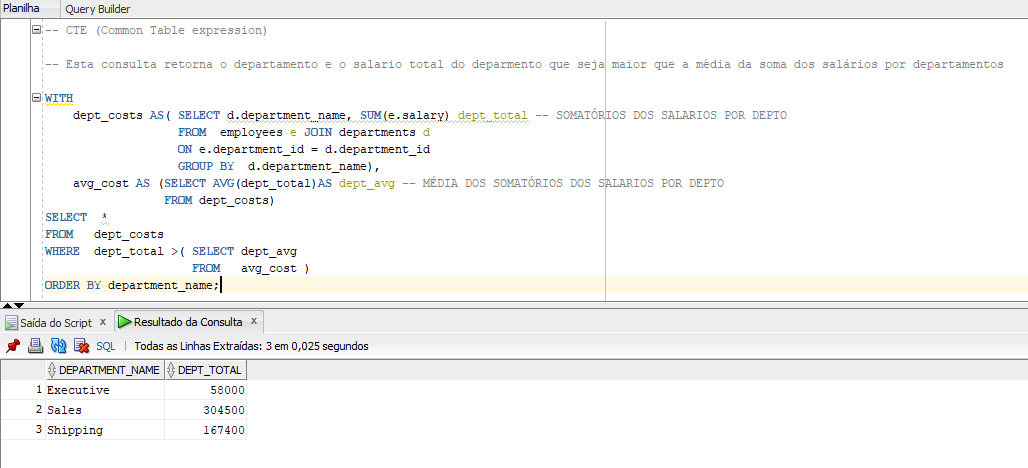 Planilha Query Builder
-- CTE (Common Table expression)
-- Esta consulta retorna o departamento e o salario total do deparmento que seja maior que a média da soma dos salários por departamentos
WITH
dept_costs AS( SELECT d.department_name, SUM(e.salary) dept_total -- SOMATÓRIOS DOS SALARIOS POR DEPTO
FROM employees e JOIN departments d
ON e.department_id = d.department_id
GROUP BY d.department_name),
avg_cost AS (SELECT AVG(dept_total)AS dept_avg -- MÉDIA DOS SOMATÓRIOS DOS SALARIOS POR DEPTO
FROM dept_costs)
SELECT *
FROM dept_costs
WHERE dept_total >( SELECT dept_avg
FROM avg_cost )
ORDER BY department_name;
Saída do Script x Resultado da Consulta x
SQL | Todas as Linhas Extraídas: 3 em 0,025 segundos
DEPARTMENT_NAME DEPT_TOTAL
1 Executive 58000
2 Sales 304500
3 Shipping 167400